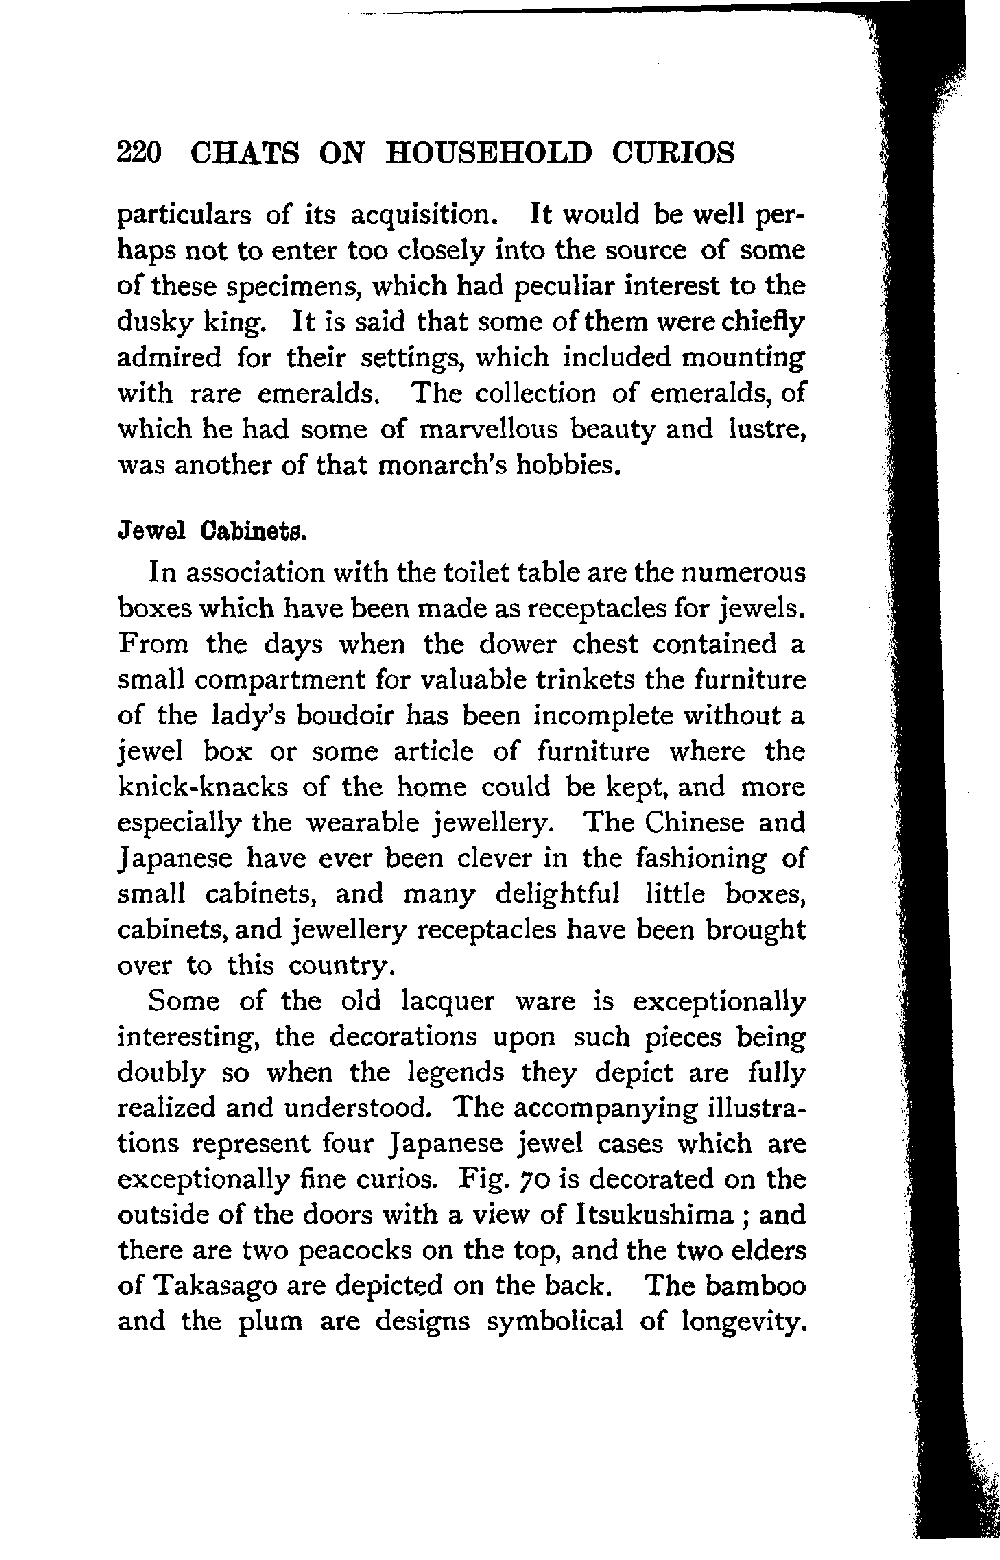 220 CHATS ON HOUSEHOLD CURIOS
particulars of its acquisition. It would be well per-
haps not to enter too closely into the source of some
of these specimens, which had peculiar interest to the
dusky king. It is said that some of them were chiefly
admired for their settings, which included mounting
with rare emeralds. The collection of emeralds, of
which he had some of marvellous beauty and lustre,
was another of that monarch's hobbies.
Jewel Cabinets.
In association with the toilet table are the numerous
boxes which have been made as receptacles for jewels.
From the days when the dower chest contained a
small compartment for valuable trinkets the furniture
of the lady's boudoir has been incomplete without a
jewel box or some article of furniture where the
knick-knacks of the home could be kept, and more
especially the wearable jewellery. The Chinese and
Japanese have ever been clever in the fashioning of
small cabinets, and many delightful little boxes,
cabinets, and jewellery receptacles have been brought
over to this country.
Some of the old lacquer ware is exceptionally
interesting, the decorations upon such pieces being
doubly so when the legends they depict are fully
realized and understood. The accompanying illustra-
tions represent four Japanese jewel cases which are
exceptionally fine curios. Fig. 70 is decorated on the
outside of the doors with a view of Itsukushima ; and
there are two peacocks on the top, and the two elders
of Takasago are depicted on the back. The bamboo
and the plum are designs symbolical of longevity.